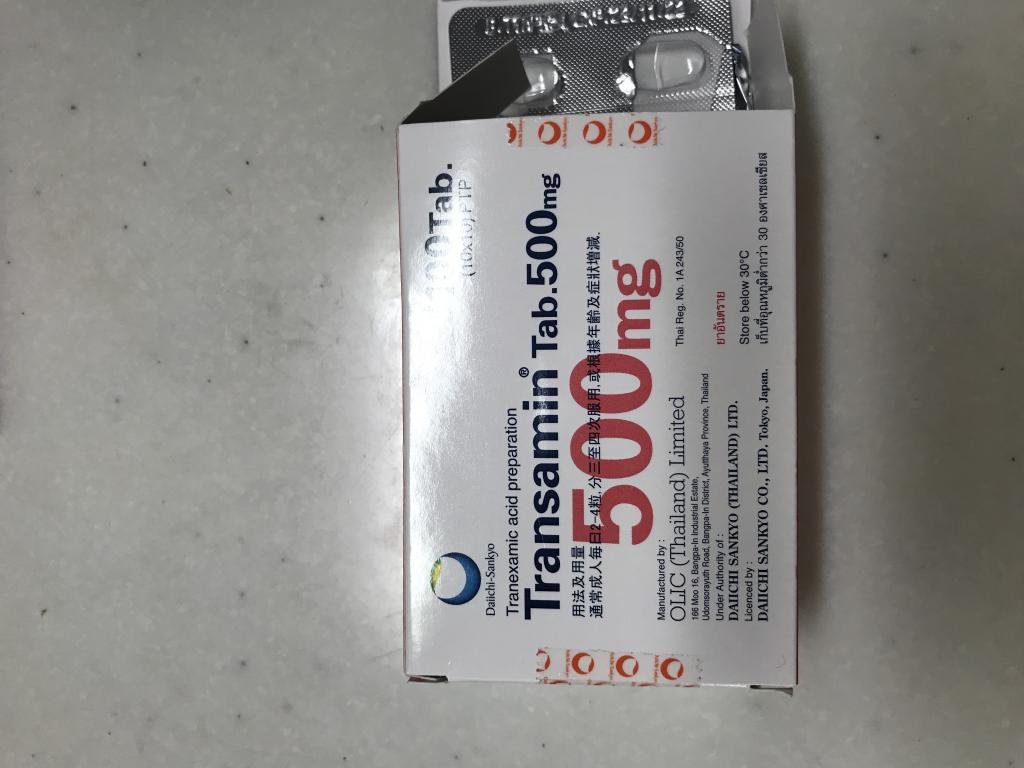 100Tab.
(10x10) PTP
Daiichi-Sankyo
Tranexamic acid preparation
Transamin® Tab.500mg
用法及用量
通常成人每日2-4粒,分三至四次服用,或根據年齡及症狀增減.
500mg
Manufactured by :
OLIC (Thailand) Limited
166 Moo 16, Bangpa-In Industrial Estate,
Udomsorayuth Road, Bangpa-In District, Ayutthaya Province, Thailand
Under Authority of :
DAIICHI SANKYO (THAILAND) LTD.
Licenced by :
DAIICHI SANKYO CO., LTD. Tokyo, Japan.
Thai Reg. No. 1A 243/50
ยาอันตราย
Store below 30°C
เก็บที่อุณหภูมิต่ำกว่า 30 องศาเซลเซียส